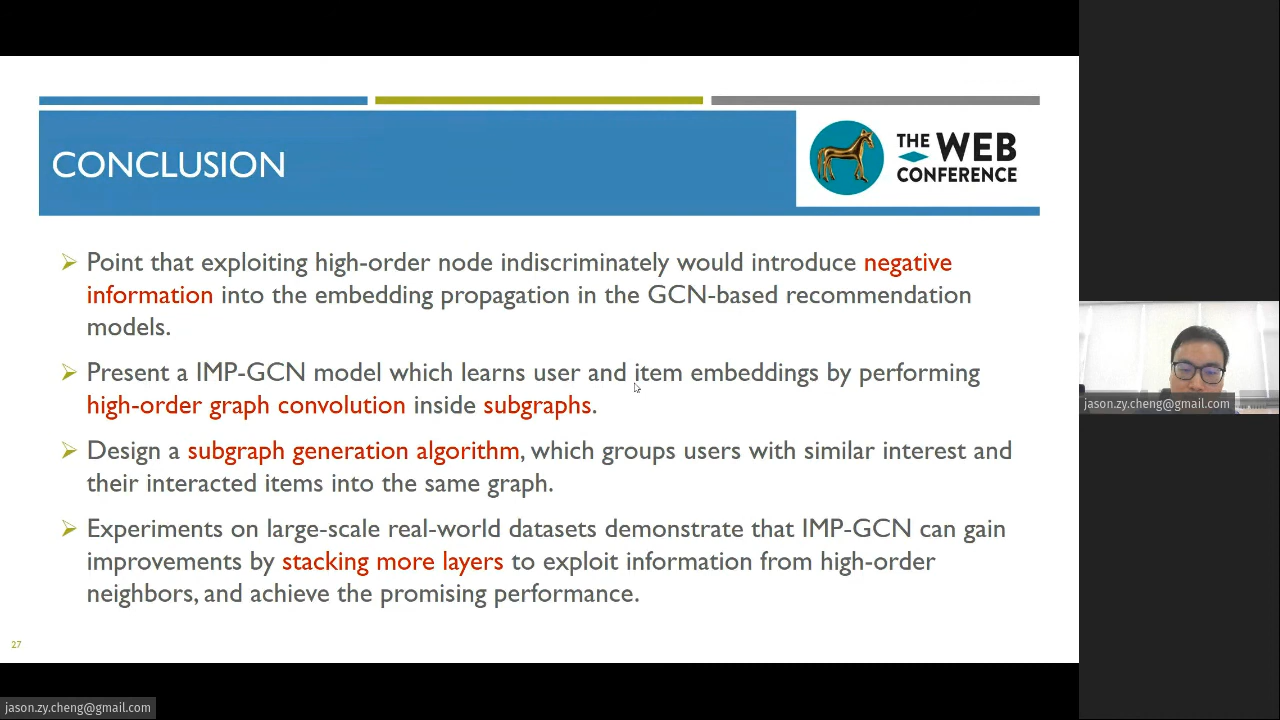 CONCLUSION
THE WEB
CONFERENCE
➢ Point that exploiting high-order node indiscriminately would introduce negative
information into the embedding propagation in the GCN-based recommendation
models.
➢ Present a IMP-GCN model which learns user and item embeddings by performing
high-order graph convolution inside subgraphs.
➢ Design a subgraph generation algorithm, which groups users with similar interest and
their interacted items into the same graph.
➢ Experiments on large-scale real-world datasets demonstrate that IMP-GCN can gain
improvements by stacking more layers to exploit information from high-order
neighbors, and achieve the promising performance.
27
jason.zy.cheng@gmail.com
jason.zy.cheng@gmail.com